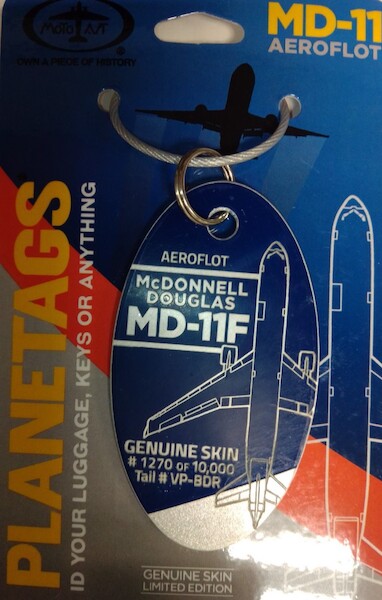 MotoArt
OWN A PIECE OF HISTORY
MD-11
AEROFLOT
PLANETAGS
ID YOUR LUGGAGE, KEYS OR ANYTHING
AEROFLOT
McDONNELL
DOUGLAS
MD-11F
GENUINE SKIN
# 1270 OF 10,000
Tail # VP-BDR
GENUINE SKIN
LIMITED EDITION